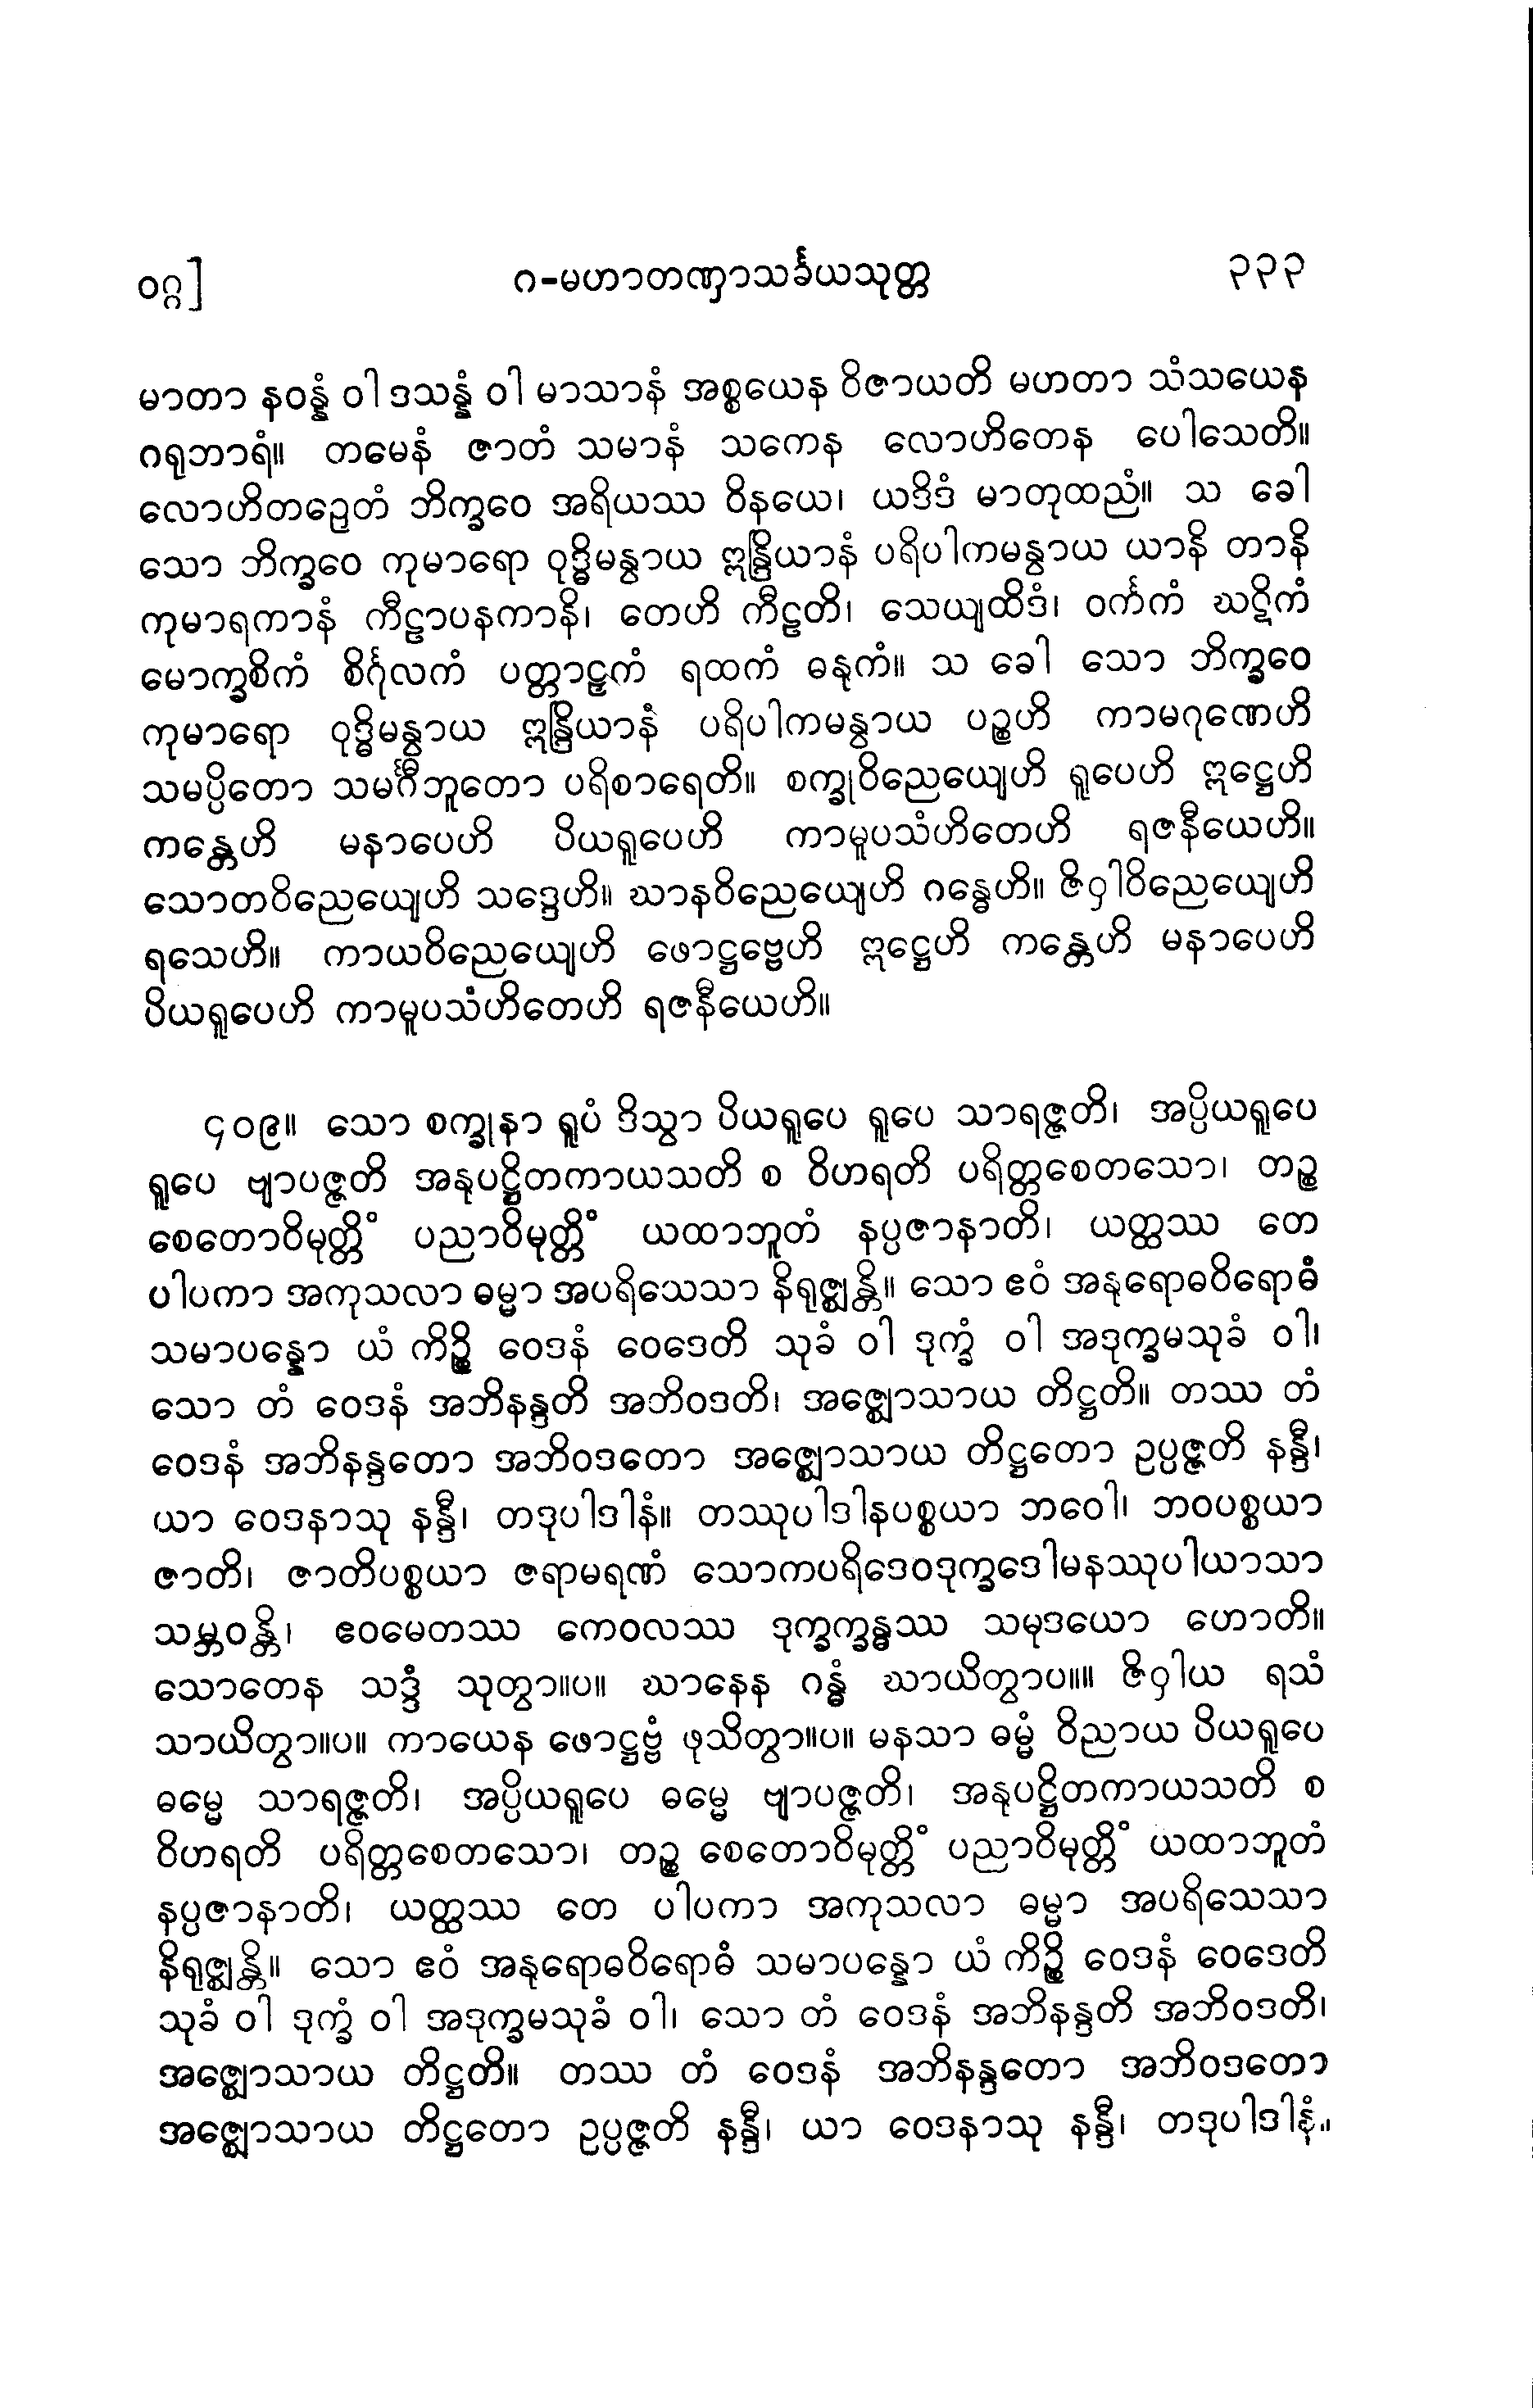 ဝဂ္ဂ]
ဂ-မဟာတဏှာသင်္ခယသုတ္တ
၃၃၃
မာတာ နဝန္နံ ဝါ ဒသန္နံ ဝါ မာသာနံ အစ္စယေန ဝိဇာယတိ မဟတာ သံသယေန
ဂရုဘာရံ။ တမေနံ ဇာတံ သမာနံ သကေန လောဟိတေန ပေါသေတိ။
လောဟိတဉှေတံ ဘိက္ခဝေ အရိယဿ ဝိနယေ၊ ယဒိဒံ မာတုထညံ။ သ ခေါ
သော ဘိက္ခဝေ ကုမာရော ဝုဒ္ဓိမနွာယ ဣန္ဒြိယာနံ ပရိပါကမနွာယ ယာနိ တာနိ
ကုမာရကာနံ ကီဠာပနကာနိ၊ တေဟိ ကီဠတိ၊ သေယျထိဒံ၊ ဝင်္ကကံ ဃဋိကံ
မောက္ခစိကံ စိင်္ဂုလကံ ပတ္တာဠှကံ ရထကံ ဓနုကံ။ သ ခေါ သော ဘိက္ခဝေ
ကုမာရော ဝုဒ္ဓိမနွာယ ဣန္ဒြိယာနံ ပရိပါကမနွာယ ပဉ္စဟိ ကာမဂုဏေဟိ
သမပ္ပိတော သမင်္ဂီဘူတော ပရိစာရေတိ။ စက္ခုဝိညေယျေဟိ ရူပေဟိ ဣဋ္ဌေဟိ
ကန္တေဟိ မနာပေဟိ ပိယရူပေဟိ ကာမူပသံဟိတေဟိ ရဇနီယေဟိ။
သောတဝိညေယျေဟိ သဒ္ဒေဟိ။ ဃာနဝိညေယျေဟိ ဂန္ဓေဟိ။ ဇိဝှါဝိညေယျေဟိ
ရသေဟိ။ ကာယဝိညေယျေဟိ ဖောဋ္ဌဗ္ဗေဟိ ဣဋ္ဌေဟိ ကန္တေဟိ မနာပေဟိ
ပိယရူပေဟိ ကာမူပသံဟိတေဟိ ရဇနီယေဟိ။
၄၀၉။ သော စက္ခုနာ ရူပံ ဒိသွာ ပိယရူပေ ရူပေ သာရဇ္ဇတိ၊ အပ္ပိယရူပေ
ရူပေ ဗျာပဇ္ဇတိ အနုပဋ္ဌိတကာယသတိ စ ဝိဟရတိ ပရိတ္တစေတသော၊ တဉ္စ
စေတောဝိမုတ္တိံ ပညာဝိမုတ္တိံ ယထာဘူတံ နပ္ပဇာနာတိ၊ ယတ္ထဿ တေ
ပါပကာ အကုသလာ ဓမ္မာ အပရိသေသာ နိရုဇ္ဈန္တိ။ သော ဧဝံ အနုရောဓဝိရောဓံ
သမာပန္နော ယံ ကိဉ္စိ ဝေဒနံ ဝေဒေတိ သုခံ ဝါ ဒုက္ခံ ဝါ အဒုက္ခမသုခံ ဝါ၊
သော တံ ဝေဒနံ အဘိနန္ဒတိ အဘိဝဒတိ၊ အဇ္ဈောသာယ တိဋ္ဌတိ။ တဿ တံ
ဝေဒနံ အဘိနန္ဒတော အဘိဝဒတော အဇ္ဈောသာယ တိဋ္ဌတော ဥပ္ပဇ္ဇတိ နန္ဒီ၊
ယာ ဝေဒနာသု နန္ဒီ၊ တဒုပါဒါနံ။ တဿုပါဒါနပစ္စယာ ဘဝေါ၊ ဘဝပစ္စယာ
ဇာတိ၊ ဇာတိပစ္စယာ ဇရာမရဏံ သောကပရိဒေဝဒုက္ခဒေါမနဿုပါယာသာ
သမ္ဘဝန္တိ၊ ဧဝမေတဿ ကေဝလဿ ဒုက္ခက္ခန္ဓဿ သမုဒယော ဟောတိ။
သောတေန သဒ္ဒံ သုတွာ။ပ။ ဃာနေန ဂန္ဓံ ဃာယိတွာပ။။ ဇိဝှါယ ရသံ
သာယိတွာ။ပ။ ကာယေန ဖောဋ္ဌဗ္ဗံ ဖုသိတွာ။ပ။ မနသာ ဓမ္မံ ဝိညာယ ပိယရူပေ
ဓမ္မေ သာရဇ္ဇတိ၊ အပ္ပိယရူပေ ဓမ္မေ ဗျာပဇ္ဇတိ၊ အနုပဋ္ဌိတကာယသတိ စ
ဝိဟရတိ ပရိတ္တစေတသော၊ တဉ္စ စေတောဝိမုတ္တိံ ပညာဝိမုတ္တိံ ယထာဘူတံ
နပ္ပဇာနာတိ၊ ယတ္ထဿ တေ ပါပကာ အကုသလာ ဓမ္မာ အပရိသေသာ
နိရုဇ္ဈန္တိ။ သော ဧဝံ အနုရောဓဝိရောဓံ သမာပန္နော ယံ ကိဉ္စိ ဝေဒနံ ဝေဒေတိ
သုခံ ဝါ ဒုက္ခံ ဝါ အဒုက္ခမသုခံ ဝါ၊ သော တံ ဝေဒနံ အဘိနန္ဒတိ အဘိဝဒတိ၊
အဇ္ဈောသာယ တိဋ္ဌတိ။ တဿ တံ ဝေဒနံ အဘိနန္ဒတော အဘိဝဒတော
အဇ္ဈောသာယ တိဋ္ဌတော ဥပ္ပဇ္ဇတိ နန္ဒီ၊ ယာ ဝေဒနာသု နန္ဒီ၊ တဒုပါဒါနံ။